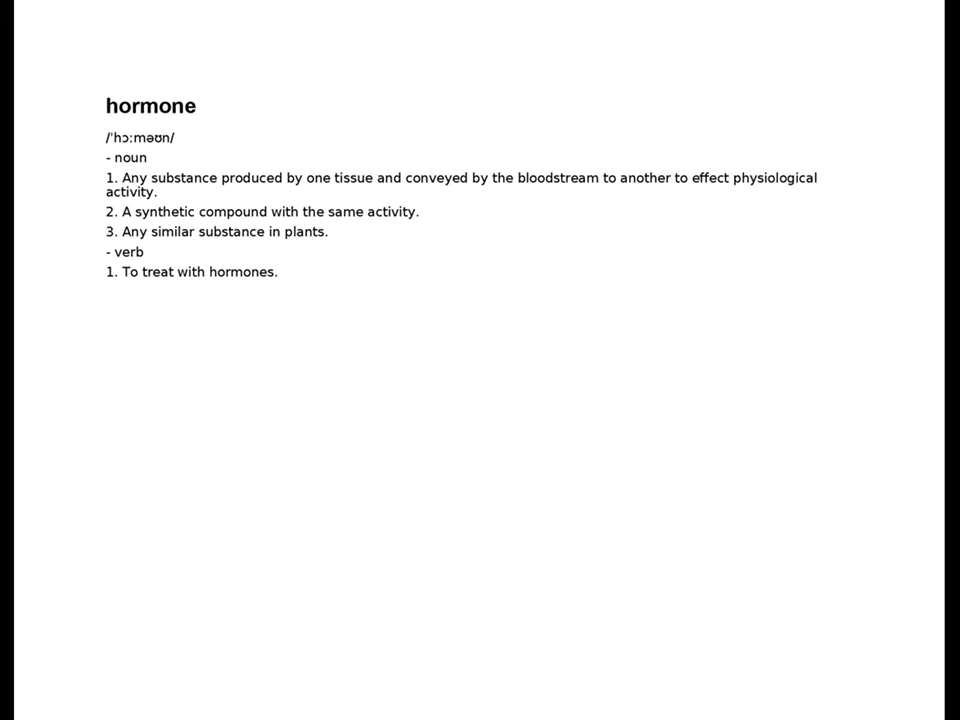 hormone
/ˈhɔːməʊn/
- noun
1. Any substance produced by one tissue and conveyed by the bloodstream to another to effect physiological
activity.
2. A synthetic compound with the same activity.
3. Any similar substance in plants.
- verb
1. To treat with hormones.